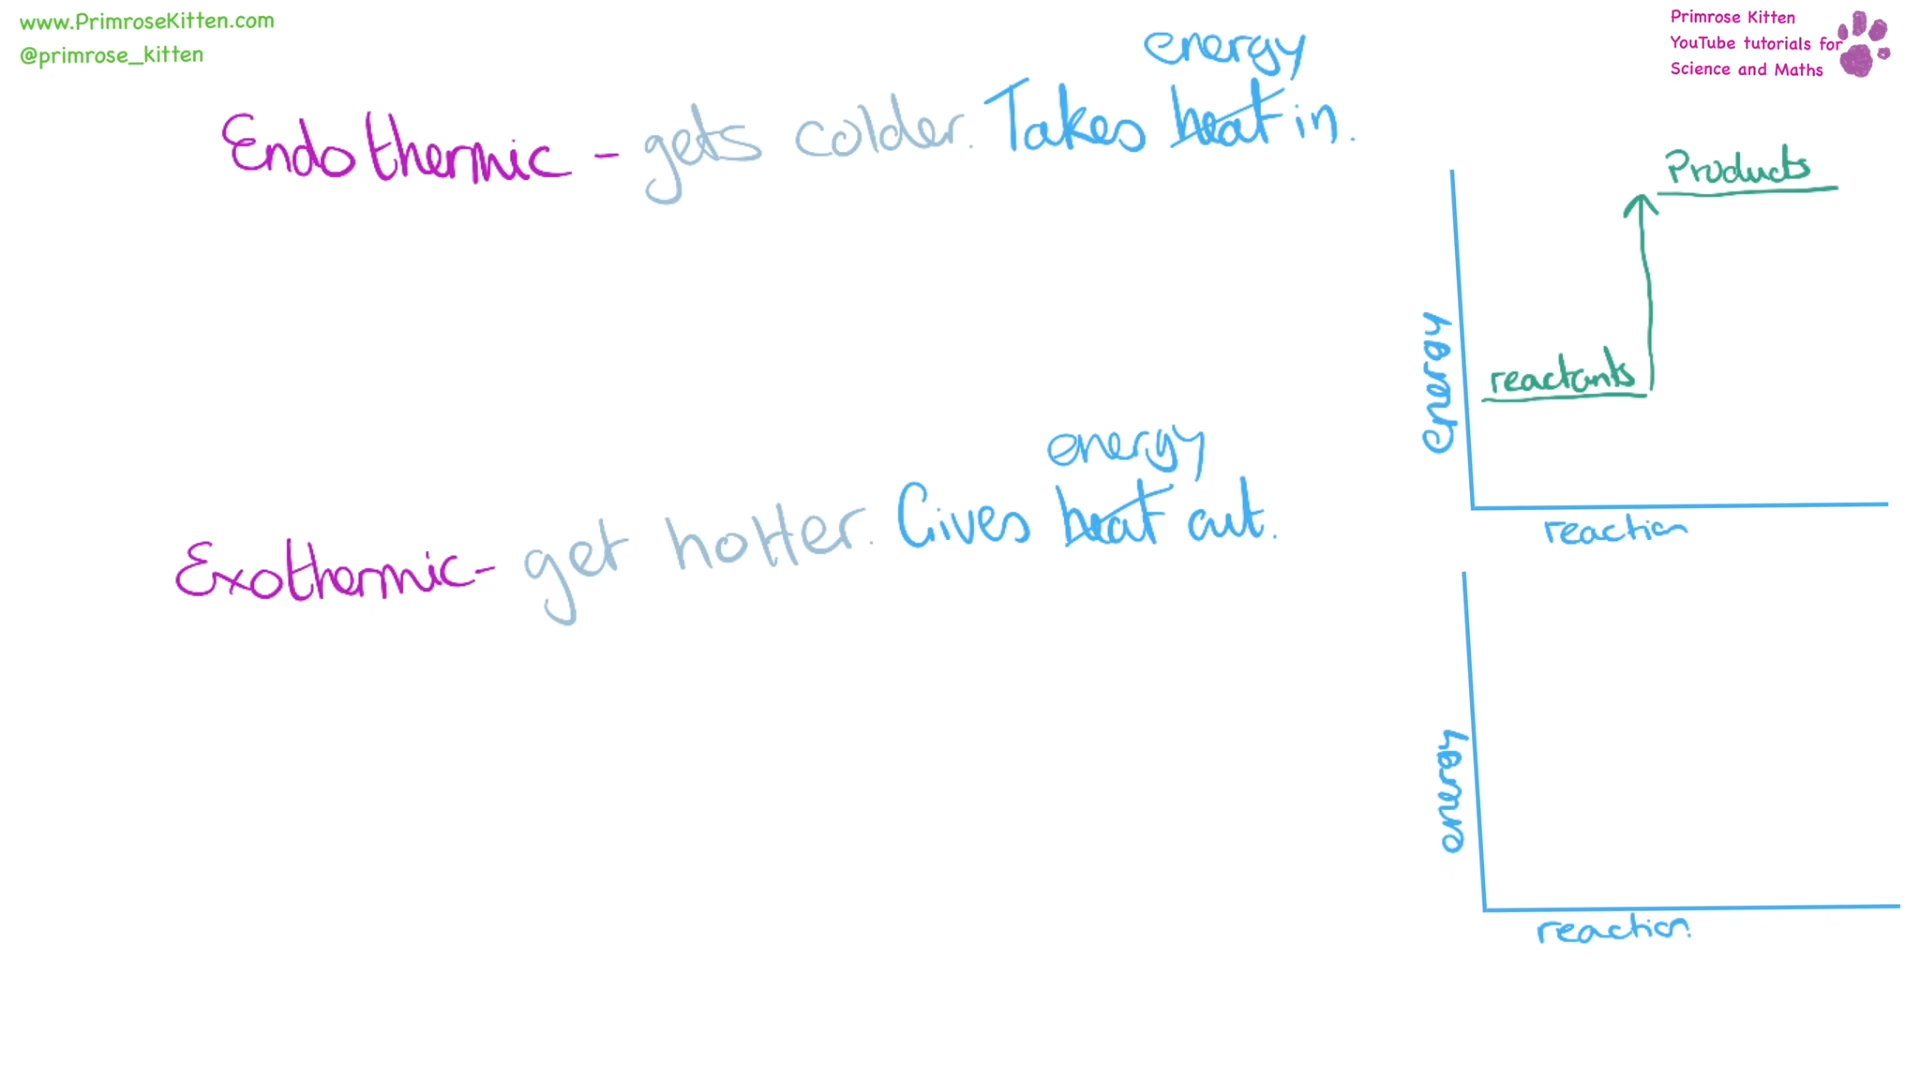 www.PrimroseKitten.com
@primrose_kitten
Primrose Kitten
YouTube tutorials for
Science and Maths
energy
Endothermic - gets colder. Takes heat in.
Products
reactants
energy
reaction
energy
Exothermic- get hotter. Gives heat out.
energy
reaction